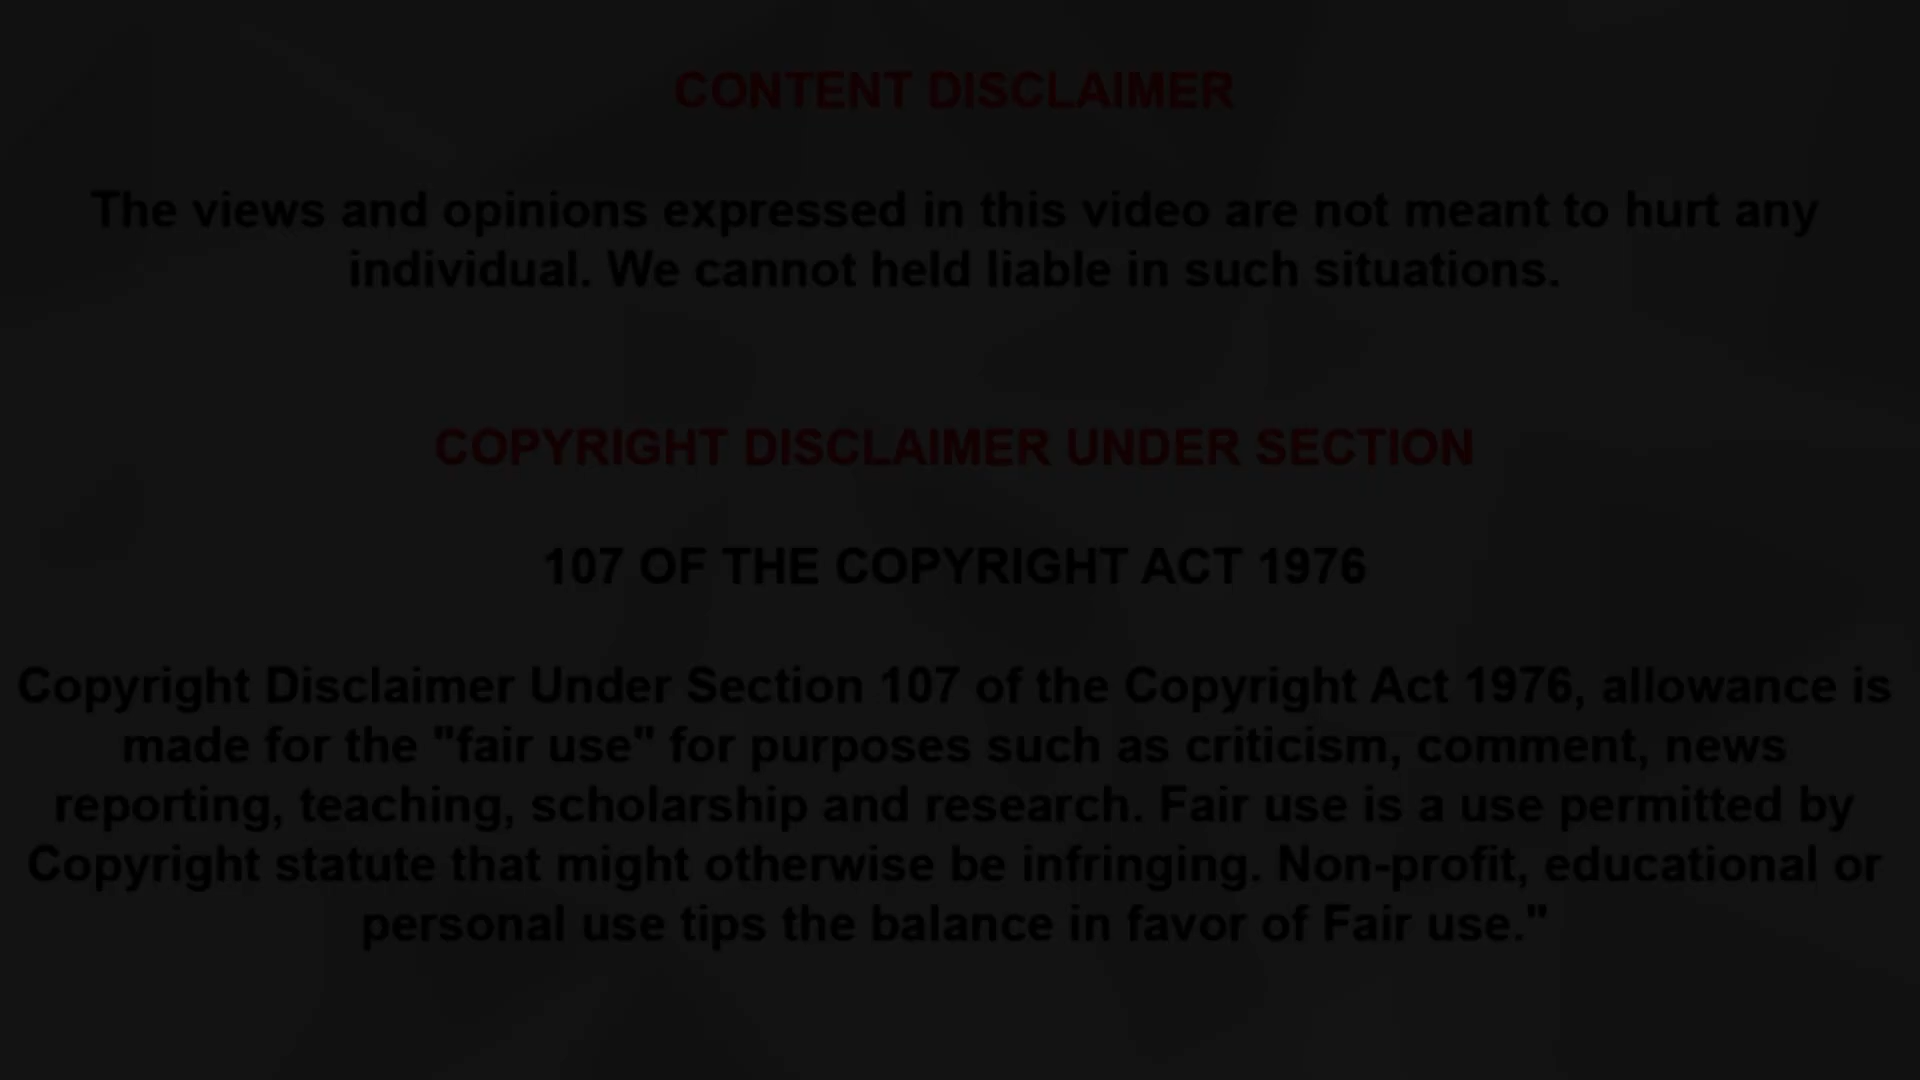 CONTENT DISCLAIMER
The views and opinions expressed in this video are not meant to hurt any
individual. We cannot held liable in such situations.
COPYRIGHT DISCLAIMER UNDER SECTION
107 OF THE COPYRIGHT ACT 1976
Copyright Disclaimer Under Section 107 of the Copyright Act 1976, allowance is
made for the "fair use" for purposes such as criticism, comment, news
reporting, teaching, scholarship and research. Fair use is a use permitted by
Copyright statute that might otherwise be infringing. Non-profit, educational or
personal use tips the balance in favor of Fair use."